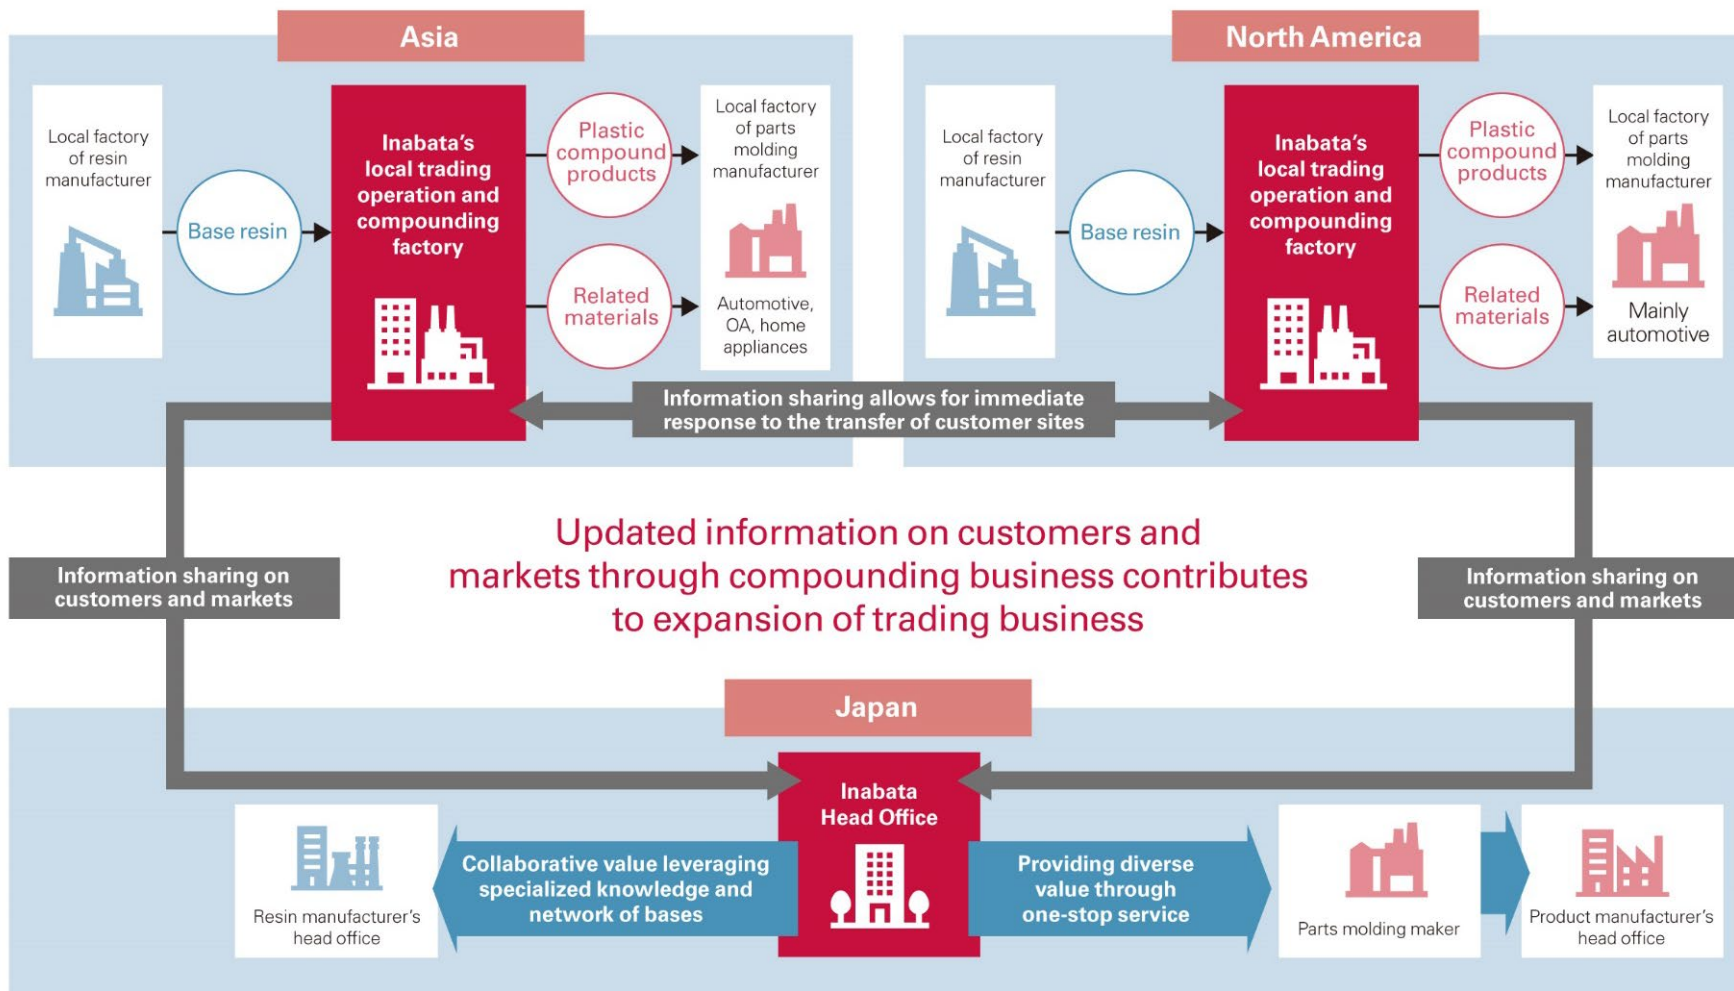 Asia
Local factory
of resin
manufacturer
Base resin
Inabata’s
local trading
operation and
compounding
factory
Plastic
compound
products
Related
materials
Local factory
of parts
molding
manufacturer
Automotive,
OA, home
appliances
North America
Local factory
of resin
manufacturer
Base resin
Inabata’s
local trading
operation and
compounding
factory
Plastic
compound
products
Related
materials
Local factory
of parts
molding
manufacturer
Mainly
automotive
Information sharing allows for immediate
response to the transfer of customer sites
Information sharing on
customers and markets
Updated information on customers and
markets through compounding business contributes
to expansion of trading business
Information sharing on
customers and markets
Japan
Inabata
Head Office
Resin manufacturer’s
head office
Collaborative value leveraging
specialized knowledge and
network of bases
Providing diverse
value through
one-stop service
Parts molding maker
Product manufacturer’s
head office